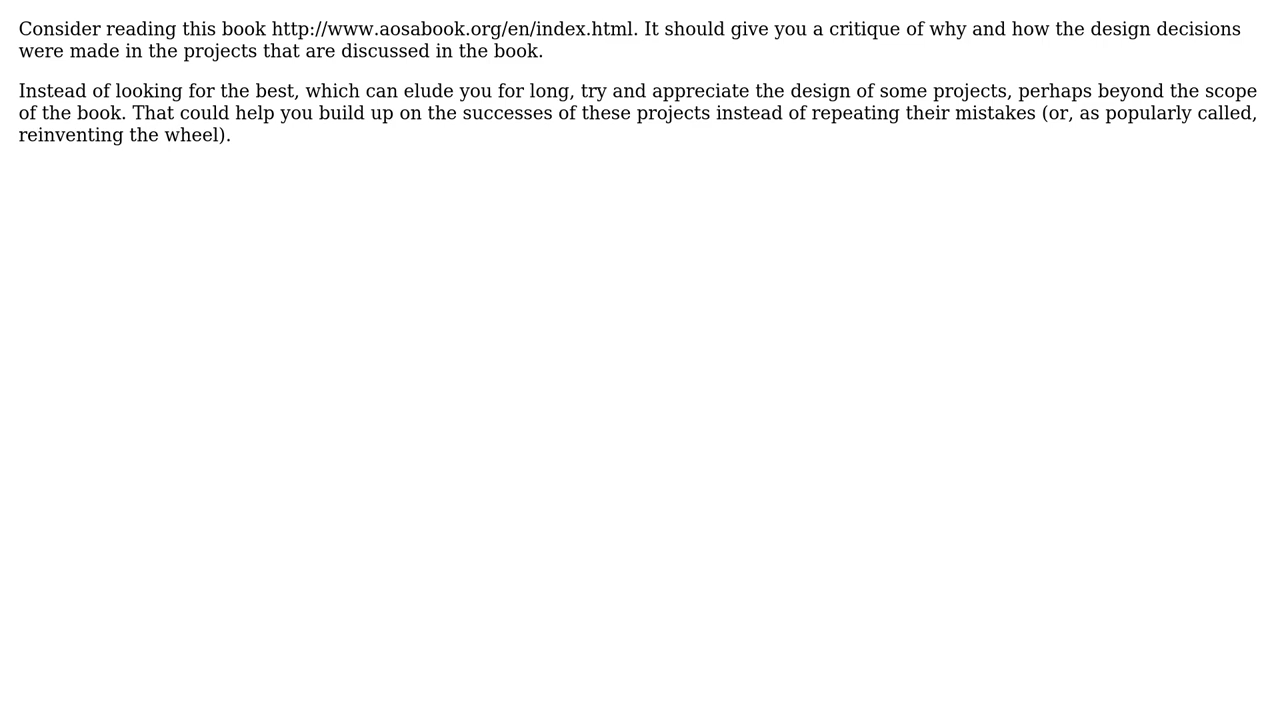 Consider reading this book http://www.aosabook.org/en/index.html. It should give you a critique of why and how the design decisions
were made in the projects that are discussed in the book.
Instead of looking for the best, which can elude you for long, try and appreciate the design of some projects, perhaps beyond the scope
of the book. That could help you build up on the successes of these projects instead of repeating their mistakes (or, as popularly called,
reinventing the wheel).